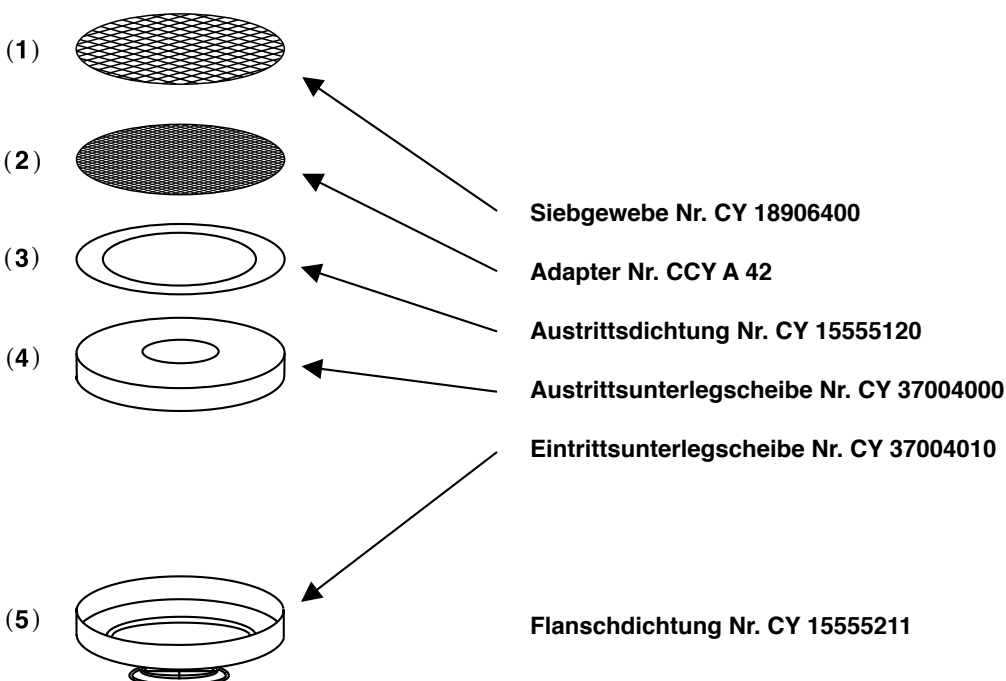 (1)
(2)
Siebgewebe Nr. CY 18906400
(3)
Adapter Nr. CCY A 42
Austrittsdichtung Nr. CY 15555120
(4)
Austrittsunterlegscheibe Nr. CY 37004000
Eintrittsunterlegscheibe Nr. CY 37004010
(5)
Flanschdichtung Nr. CY 15555211